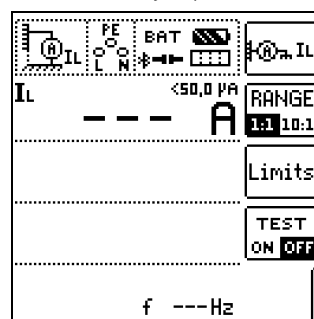 PE BAT
A IL L N A IL
IL <50,0 µA RANGE
--- A 1:1 10:1
Limits
TEST
ON OFF
f ---Hz